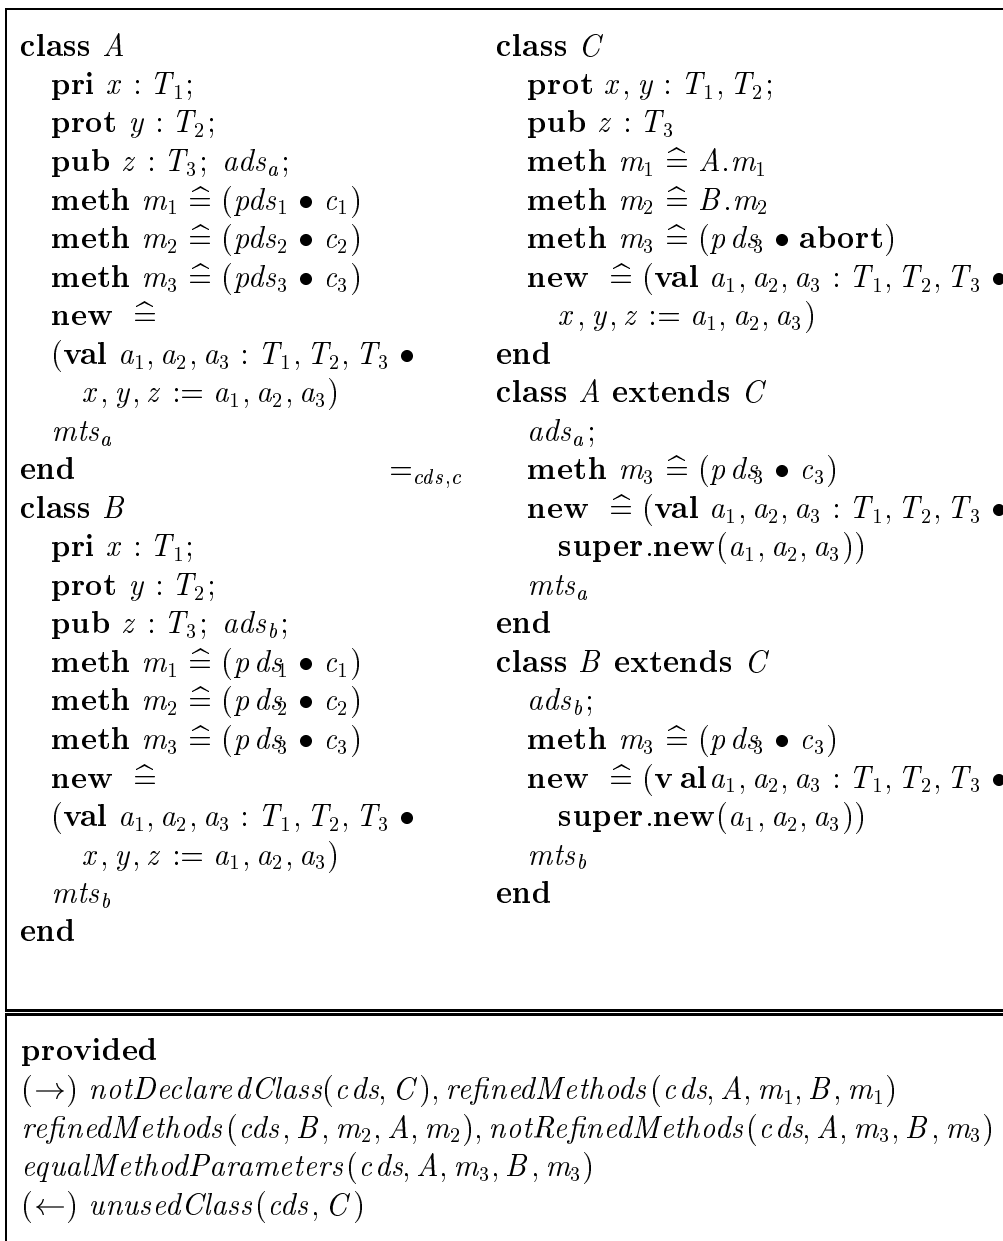 class A
pri x : T₁;
prot y : T₂;
pub z : T₃; adsₐ;
meth m₁ ≙ (pds₁ • c₁)
meth m₂ ≙ (pds₂ • c₂)
meth m₃ ≙ (pds₃ • c₃)
new ≙
(val a₁, a₂, a₃ : T₁, T₂, T₃ •
x, y, z := a₁, a₂, a₃)
mtsₐ
end =cds,c
class B
pri x : T₁;
prot y : T₂;
pub z : T₃; ads_b;
meth m₁ ≙ (pds₁ • c₁)
meth m₂ ≙ (pds₂ • c₂)
meth m₃ ≙ (pds₃ • c₃)
new ≙
(val a₁, a₂, a₃ : T₁, T₂, T₃ •
x, y, z := a₁, a₂, a₃)
mts_b
end
class C
prot x, y : T₁, T₂;
pub z : T₃
meth m₁ ≙ A.m₁
meth m₂ ≙ B.m₂
meth m₃ ≙ (pds₃ • abort)
new ≙ (val a₁, a₂, a₃ : T₁, T₂, T₃ •
x, y, z := a₁, a₂, a₃)
end
class A extends C
adsₐ;
meth m₃ ≙ (pds₃ • c₃)
new ≙ (val a₁, a₂, a₃ : T₁, T₂, T₃ •
super.new(a₁, a₂, a₃))
mtsₐ
end
class B extends C
ads_b;
meth m₃ ≙ (pds₃ • c₃)
new ≙ (val a₁, a₂, a₃ : T₁, T₂, T₃ •
super.new(a₁, a₂, a₃))
mts_b
end
provided
(→) notDeclaredClass(cds, C), refinedMethods(cds, A, m₁, B, m₁)
refinedMethods(cds, B, m₂, A, m₂), notRefinedMethods(cds, A, m₃, B, m₃)
equalMethodParameters(cds, A, m₃, B, m₃)
(←) unusedClass(cds, C)